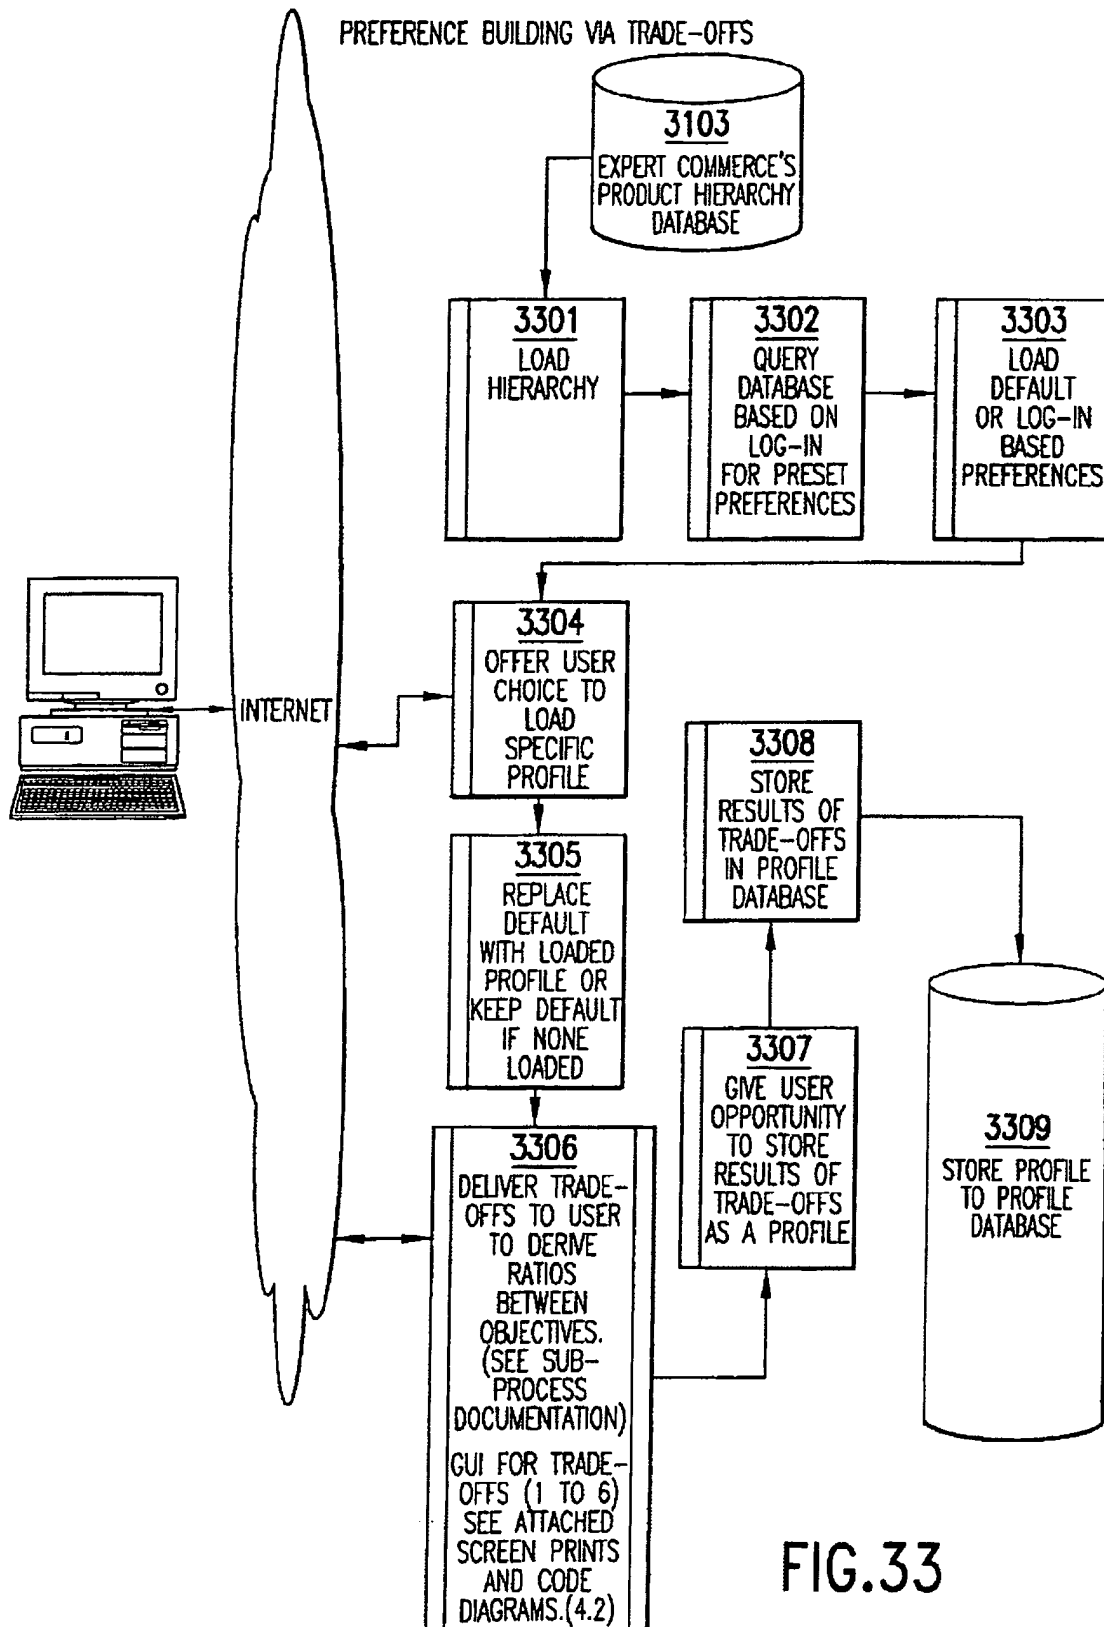 PREFERENCE BUILDING VIA TRADE-OFFS
3103
EXPERT COMMERCE'S
PRODUCT HIERARCHY
DATABASE
3301
LOAD
HIERARCHY
3302
QUERY
DATABASE
BASED ON
LOG-IN
FOR PRESET
PREFERENCES
3303
LOAD
DEFAULT
OR LOG-IN
BASED
PREFERENCES
INTERNET
3304
OFFER USER
CHOICE TO
LOAD
SPECIFIC
PROFILE
3305
REPLACE
DEFAULT
WITH LOADED
PROFILE OR
KEEP DEFAULT
IF NONE
LOADED
3306
DELIVER TRADE-
OFFS TO USER
TO DERIVE
RATIOS
BETWEEN
OBJECTIVES.
(SEE SUB-
PROCESS
DOCUMENTATION)
GUI FOR TRADE-
OFFS (1 TO 6)
SEE ATTACHED
SCREEN PRINTS
AND CODE
DIAGRAMS.(4.2)
3307
GIVE USER
OPPORTUNITY
TO STORE
RESULTS OF
TRADE-OFFS
AS A PROFILE
3308
STORE
RESULTS OF
TRADE-OFFS
IN PROFILE
DATABASE
3309
STORE PROFILE
TO PROFILE
DATABASE
FIG.33